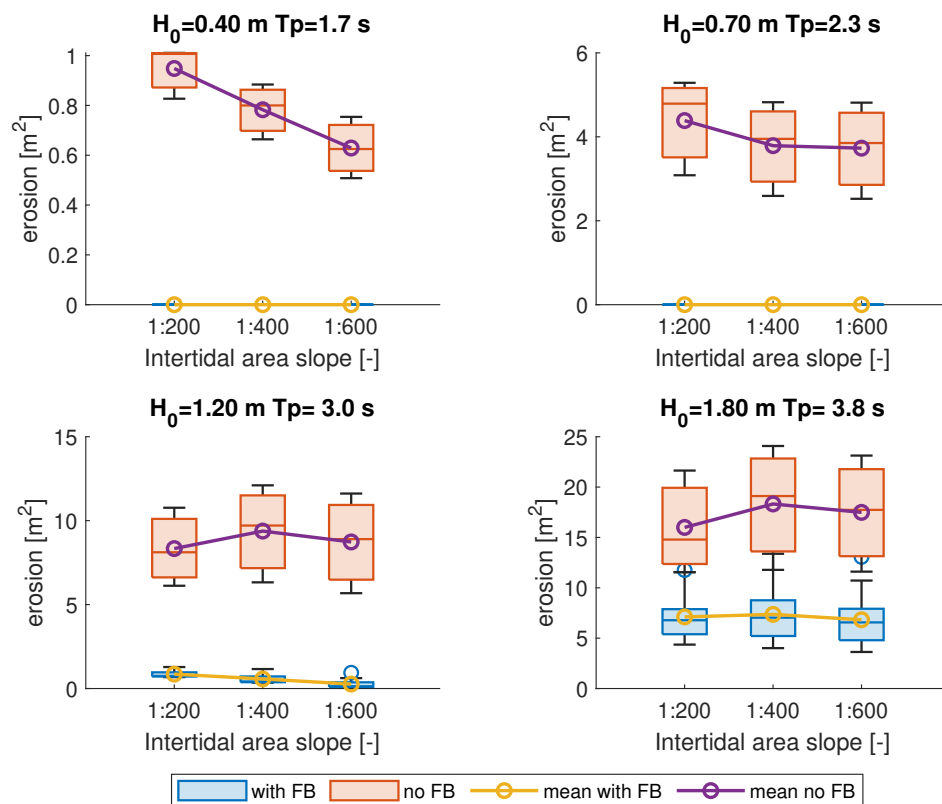 H_0=0.40 m Tp=1.7 s
erosion [m²]
1
0.8
0.6
0.4
0.2
0
1:200 1:400 1:600
Intertidal area slope [-]
H_0=0.70 m Tp=2.3 s
erosion [m²]
6
4
2
0
1:200 1:400 1:600
Intertidal area slope [-]
H_0=1.20 m Tp= 3.0 s
erosion [m²]
15
10
5
0
1:200 1:400 1:600
Intertidal area slope [-]
H_0=1.80 m Tp= 3.8 s
erosion [m²]
25
20
15
10
5
0
1:200 1:400 1:600
Intertidal area slope [-]
with FB no FB mean with FB mean no FB